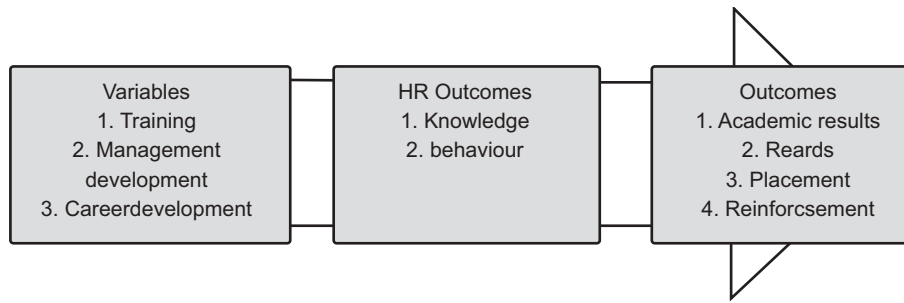 Variables
1. Training
2. Management
development
3. Careerdevelopment
HR Outcomes
1. Knowledge
2. behaviour
Outcomes
1. Academic results
2. Reards
3. Placement
4. Reinforcsement